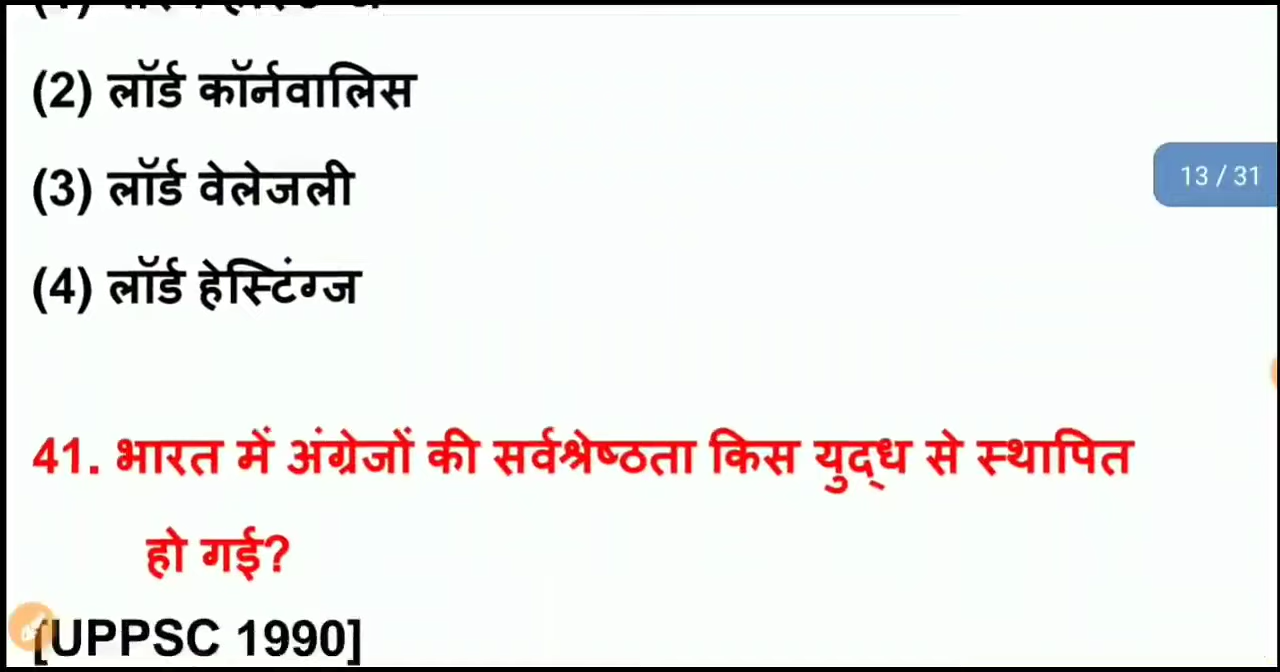 (2) लॉर्ड कॉर्नवालिस
(3) लॉर्ड वेलेजली
13 / 31
(4) लॉर्ड हेस्टिंग्ज
41. भारत में अंग्रेजों की सर्वश्रेष्ठता किस युद्ध से स्थापित
हो गई?
[UPPSC 1990]